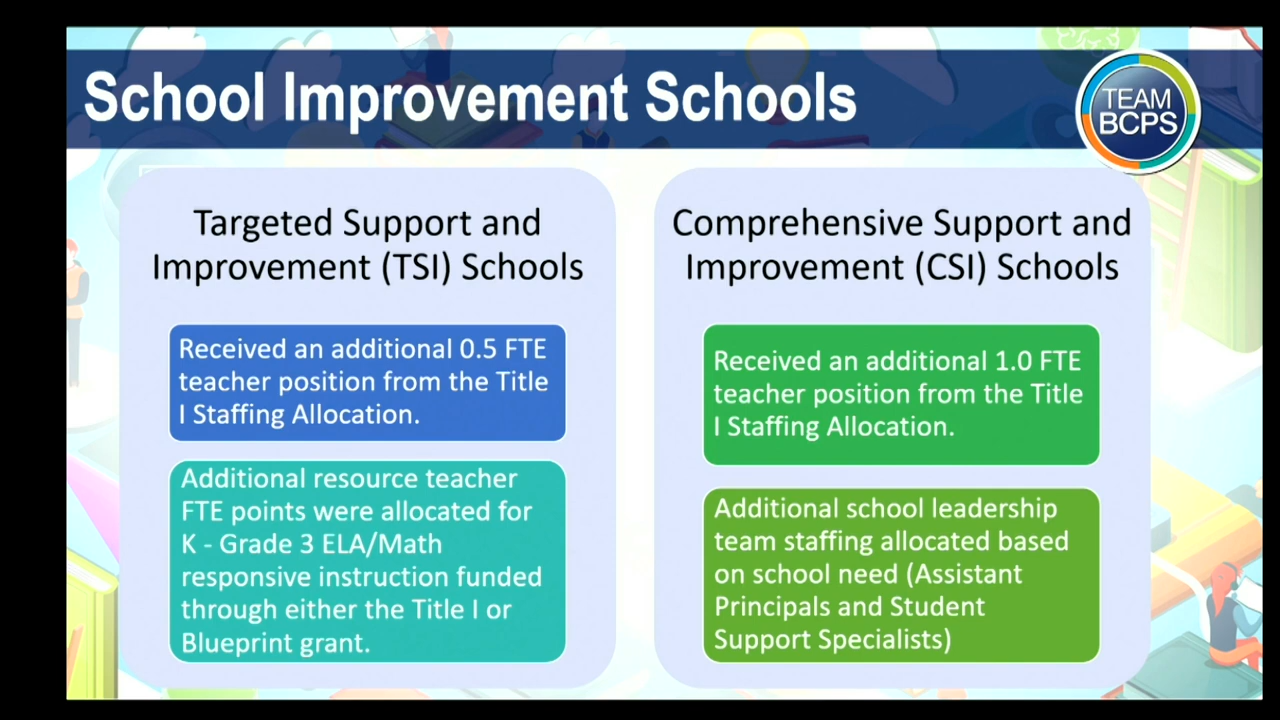 School Improvement Schools
TEAM
BCPS
Targeted Support and
Improvement (TSI) Schools
Received an additional 0.5 FTE
teacher position from the Title
I Staffing Allocation.
Additional resource teacher
FTE points were allocated for
K - Grade 3 ELA/Math
responsive instruction funded
through either the Title I or
Blueprint grant.
Comprehensive Support and
Improvement (CSI) Schools
Received an additional 1.0 FTE
teacher position from the Title
I Staffing Allocation.
Additional school leadership
team staffing allocated based
on school need (Assistant
Principals and Student
Support Specialists)